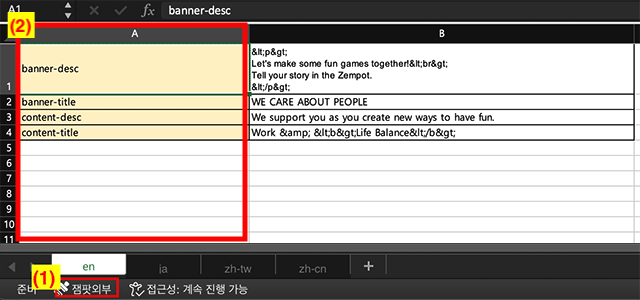 A1
fx
banner-desc
(2)
A
B
1
banner-desc
&lt;p&gt;
Let's make some fun games together!&lt;br&gt;
Tell your story in the Zempot.
&lt;/p&gt;
2
banner-title
WE CARE ABOUT PEOPLE
3
content-desc
We support you as you create new ways to have fun.
4
content-title
Work &amp; &lt;b&gt;Life Balance&lt;/b&gt;
5
6
7
8
9
10
11
en
ja
zh-tw
zh-cn
+
준비
(1)
잼팟외부
접근성: 계속 진행 가능